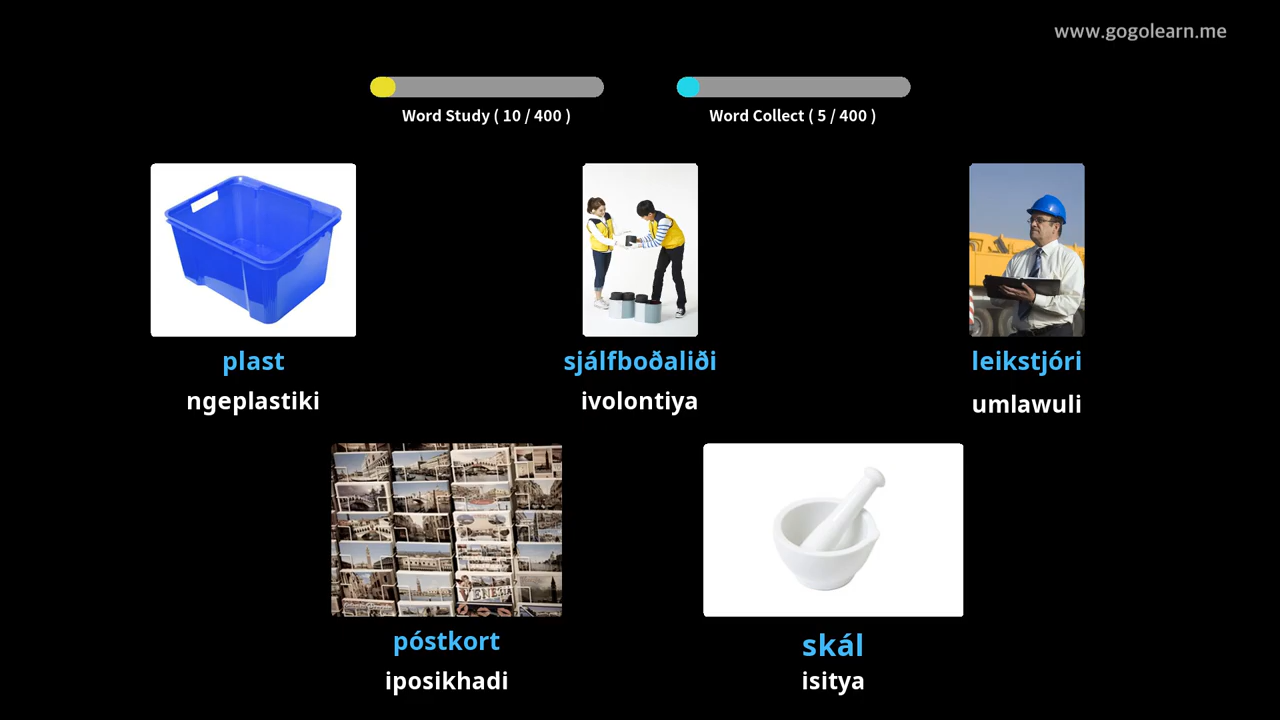 www.gogolearn.me
Word Study ( 10 / 400 )
Word Collect ( 5 / 400 )
plast
sjálfboðaliði
leikstjóri
ngeplastiki
ivolontiya
umlawuli
VENEZIA
póstkort
skál
iposikhadi
isitya